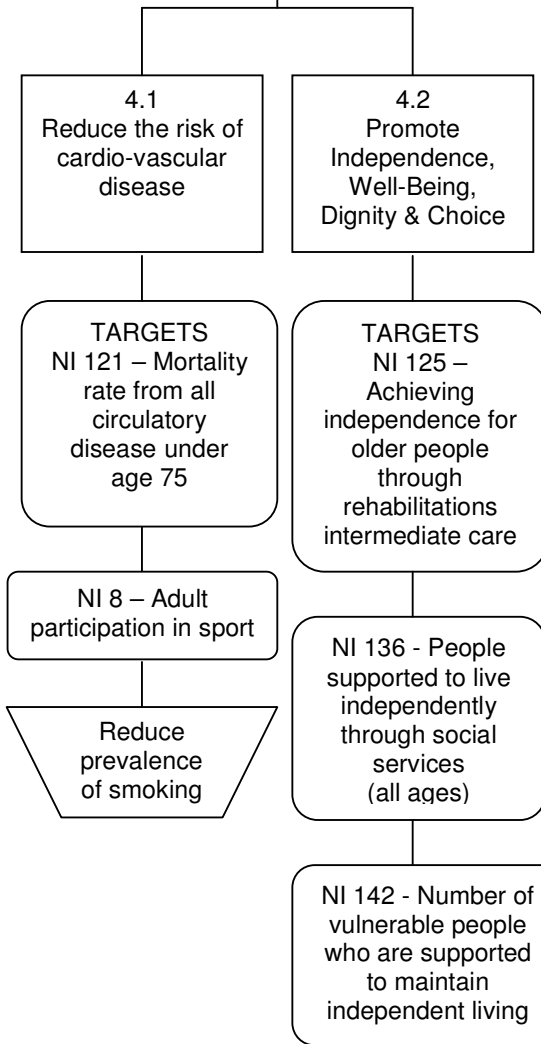 4.1
Reduce the risk of
cardio-vascular
disease
TARGETS
NI 121 – Mortality
rate from all
circulatory
disease under
age 75
NI 8 – Adult
participation in sport
Reduce
prevalence
of smoking
4.2
Promote
Independence,
Well-Being,
Dignity & Choice
TARGETS
NI 125 –
Achieving
independence for
older people
through
rehabilitations
intermediate care
NI 136 - People
supported to live
independently
through social
services
(all ages)
NI 142 - Number of
vulnerable people
who are supported
to maintain
independent living